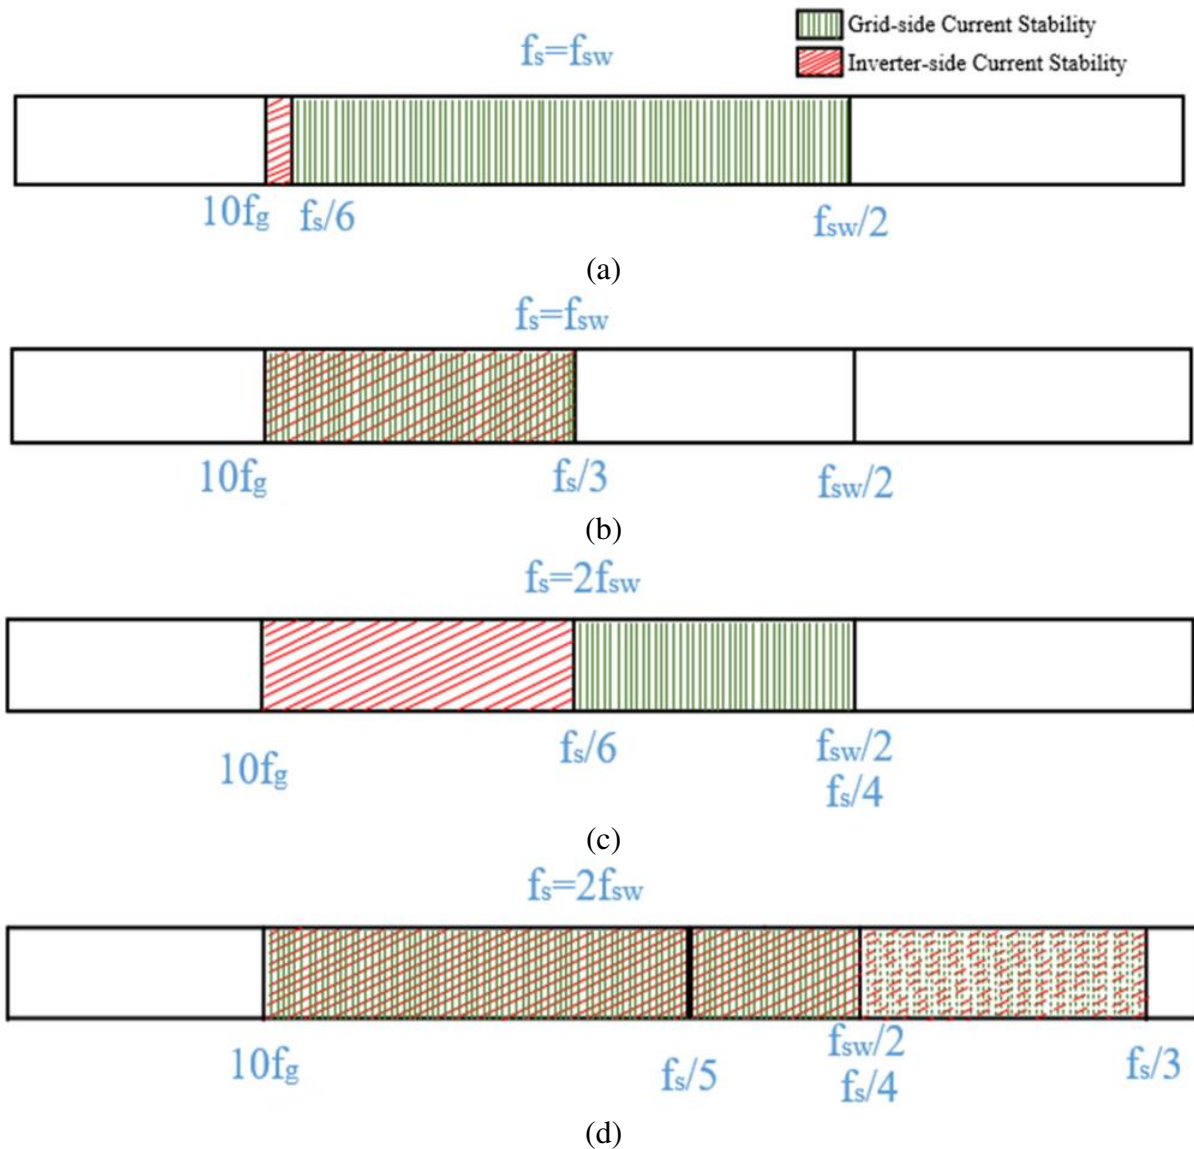 Grid-side Current Stability
Inverter-side Current Stability
fs=fsw
10fg fs/6 fsw/2
(a)
fs=fsw
10fg fs/3 fsw/2
(b)
fs=2fsw
10fg fs/6 fsw/2
fs/4
(c)
fs=2fsw
10fg fs/5 fsw/2 fs/3
fs/4
(d)